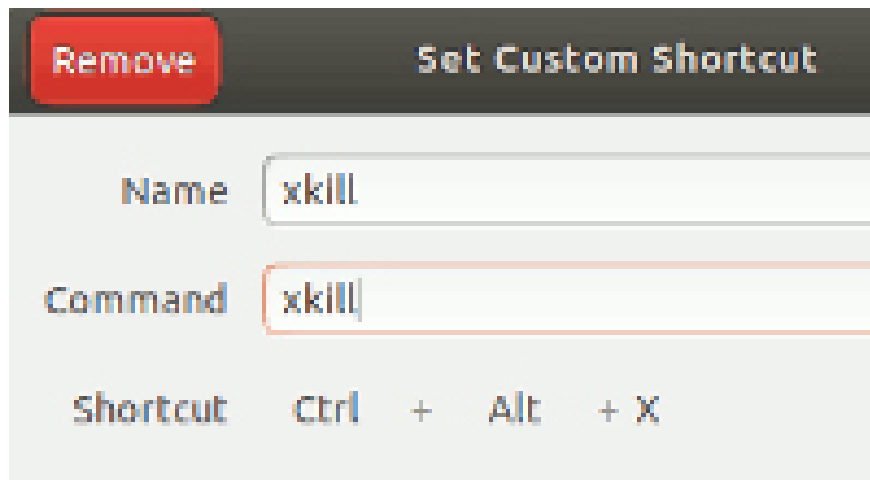 Remove Set Custom Shortcut
Name xkill
Command xkill
Shortcut Ctrl + Alt + X